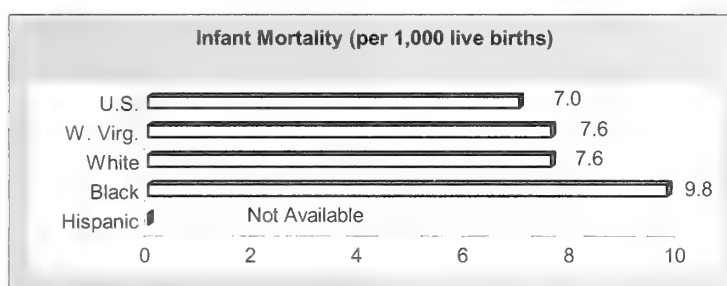 Infant Mortality (per 1,000 live births)
U.S. 7.0
W. Virg. 7.6
White 7.6
Black 9.8
Hispanic Not Available
0 2 4 6 8 10